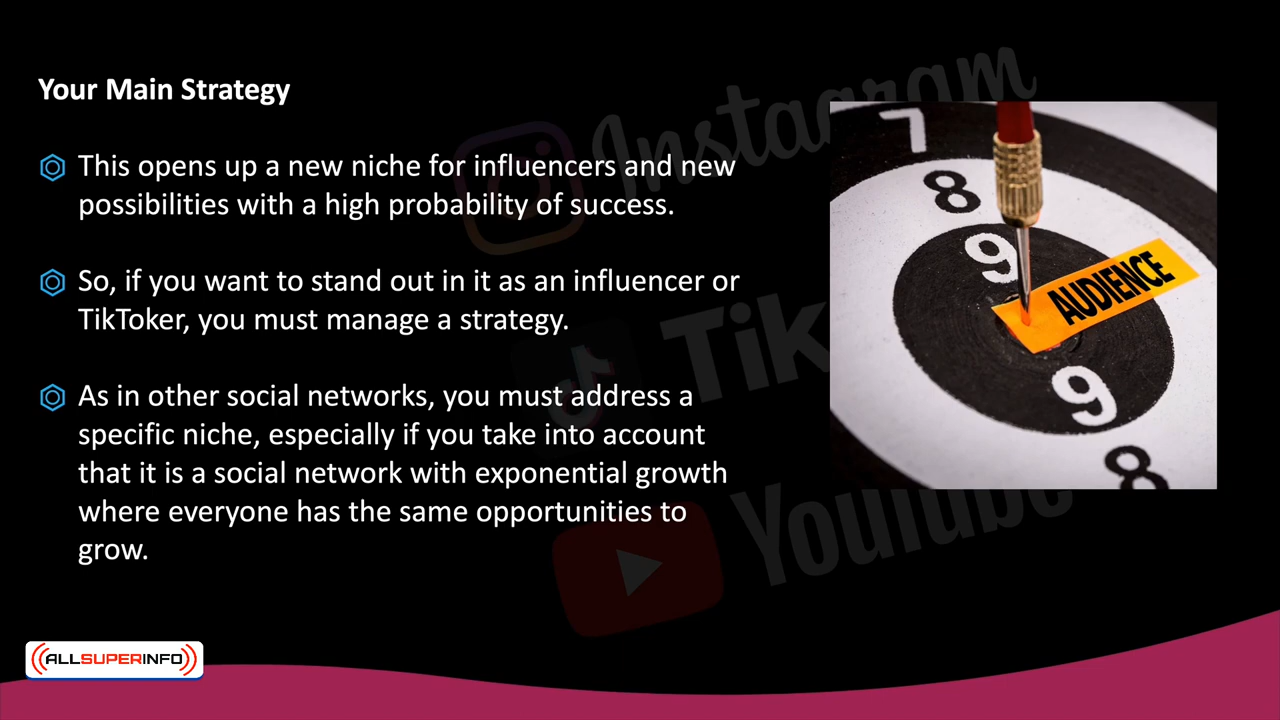 Your Main Strategy
This opens up a new niche for influencers and new
possibilities with a high probability of success.
So, if you want to stand out in it as an influencer or
TikToker, you must manage a strategy.
As in other social networks, you must address a
specific niche, especially if you take into account
that it is a social network with exponential growth
where everyone has the same opportunities to
grow.
Instagram
Tik
YouTube
7
8
9
AUDIENCE
9
8
ALLSUPERINFO